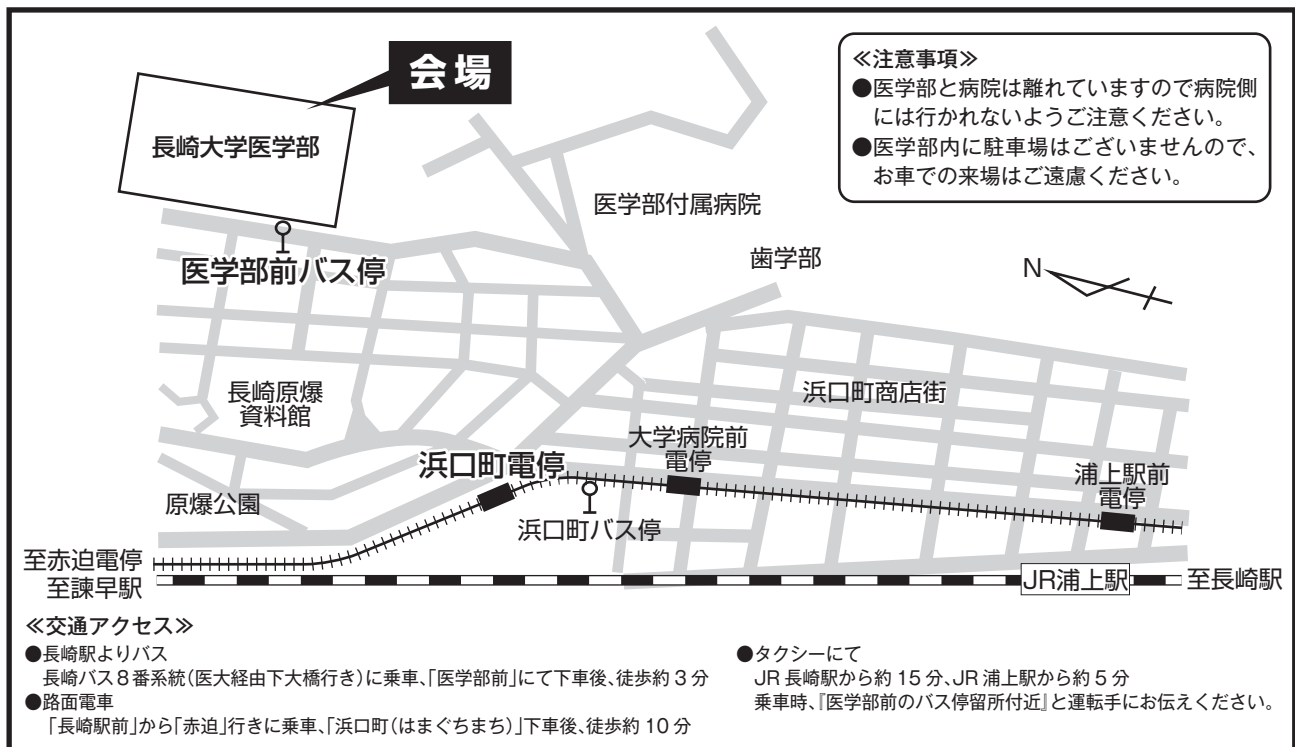 会場
長崎大学医学部
≪注意事項≫
●医学部と病院は離れていますので病院側
には行かれないようご注意ください。
●医学部内に駐車場はございませんので、
お車での来場はご遠慮ください。
医学部付属病院
医学部前バス停
歯学部
N
長崎原爆
資料館
浜口町商店街
大学病院前
電停
浜口町電停
浦上駅前
電停
原爆公園
浜口町バス停
至赤迫電停
至諫早駅
JR浦上駅
至長崎駅
≪交通アクセス≫
●長崎駅よりバス
長崎バス8番系統(医大経由下大橋行き)に乗車、「医学部前」にて下車後、徒歩約3分
●路面電車
「長崎駅前」から「赤迫」行きに乗車、「浜口町(はまぐちまち)」下車後、徒歩約10分
●タクシーにて
JR長崎駅から約15分、JR浦上駅から約5分
乗車時、『医学部前のバス停留所付近』と運転手にお伝えください。